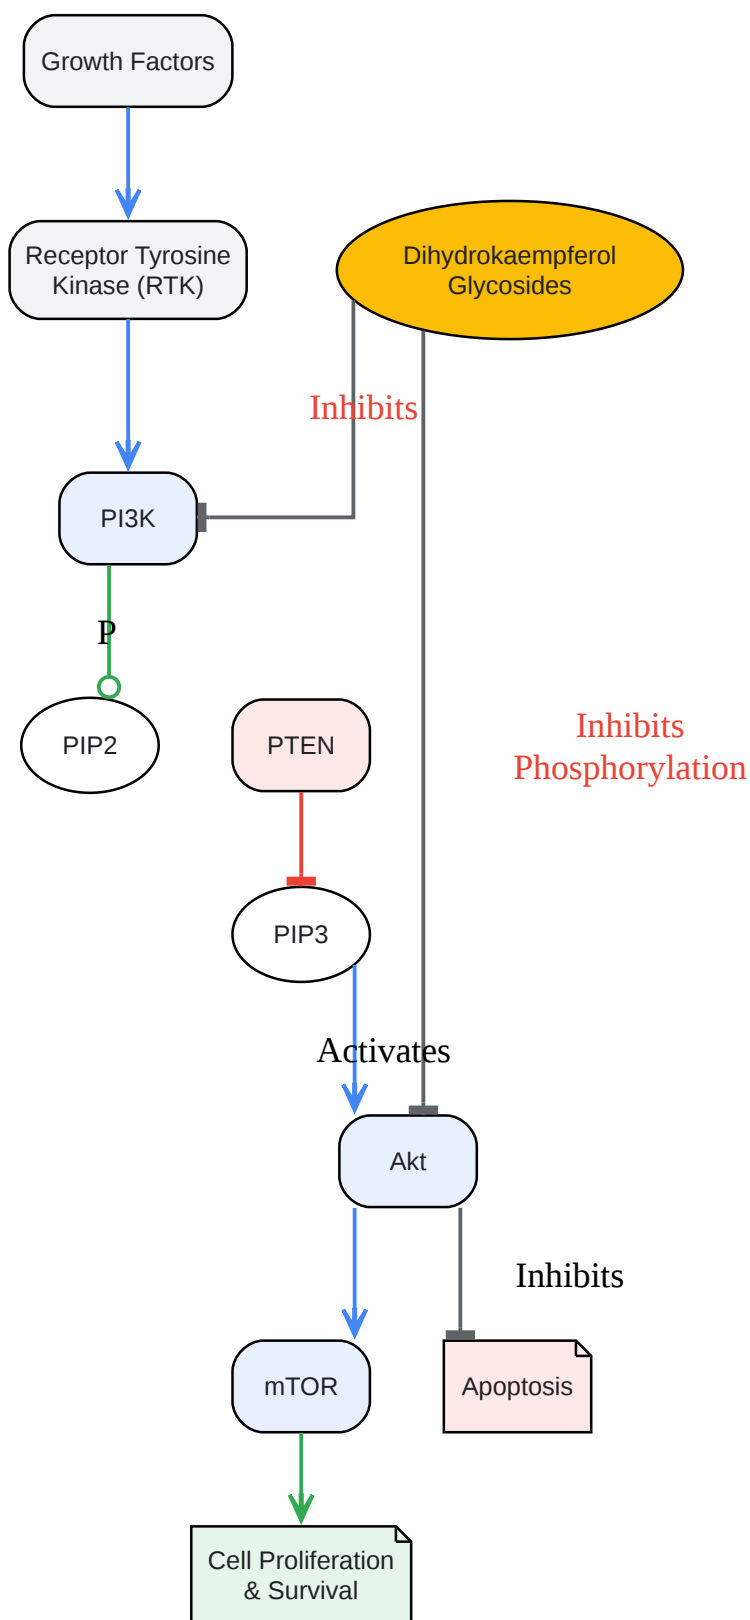 Growth Factors
Receptor Tyrosine
Kinase (RTK)
Dihydrokaempferol
Glycosides
Inhibits
PI3K
P
PIP2
PTEN
Inhibits
Phosphorylation
PIP3
Activates
Akt
Inhibits
mTOR
Apoptosis
Cell Proliferation
& Survival